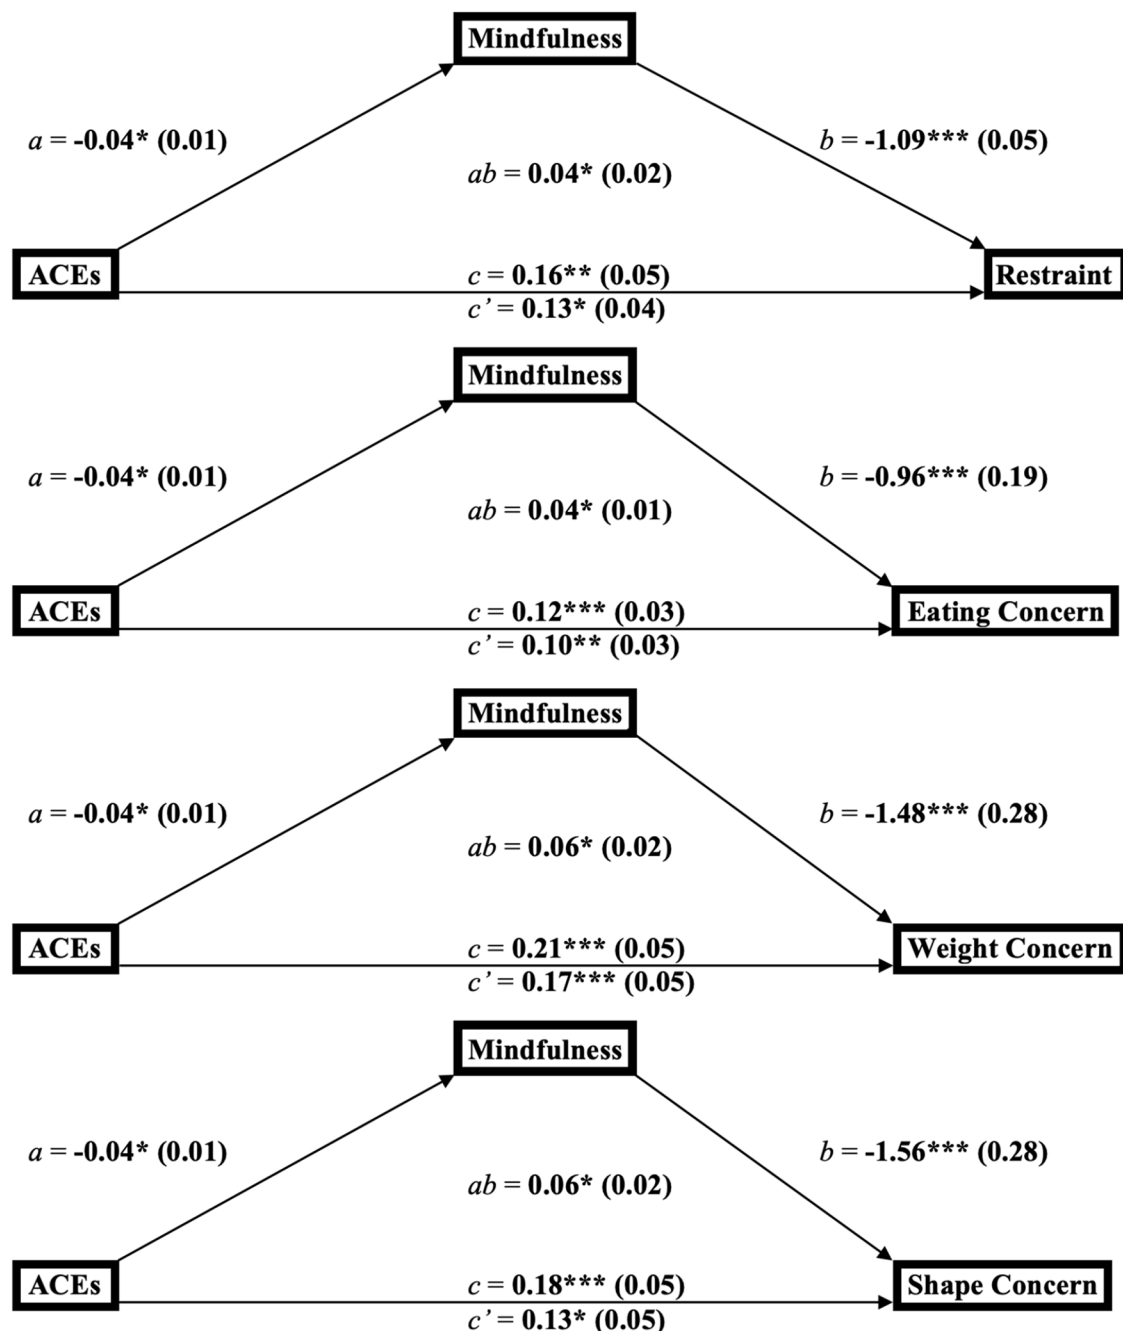 Mindfulness
a = -0.04* (0.01)
b = -1.09*** (0.05)
ab = 0.04* (0.02)
ACEs
c = 0.16** (0.05)
Restraint
c’ = 0.13* (0.04)
Mindfulness
a = -0.04* (0.01)
b = -0.96*** (0.19)
ab = 0.04* (0.01)
ACEs
c = 0.12*** (0.03)
Eating Concern
c’ = 0.10** (0.03)
Mindfulness
a = -0.04* (0.01)
b = -1.48*** (0.28)
ab = 0.06* (0.02)
ACEs
c = 0.21*** (0.05)
Weight Concern
c’ = 0.17*** (0.05)
Mindfulness
a = -0.04* (0.01)
b = -1.56*** (0.28)
ab = 0.06* (0.02)
ACEs
c = 0.18*** (0.05)
Shape Concern
c’ = 0.13* (0.05)